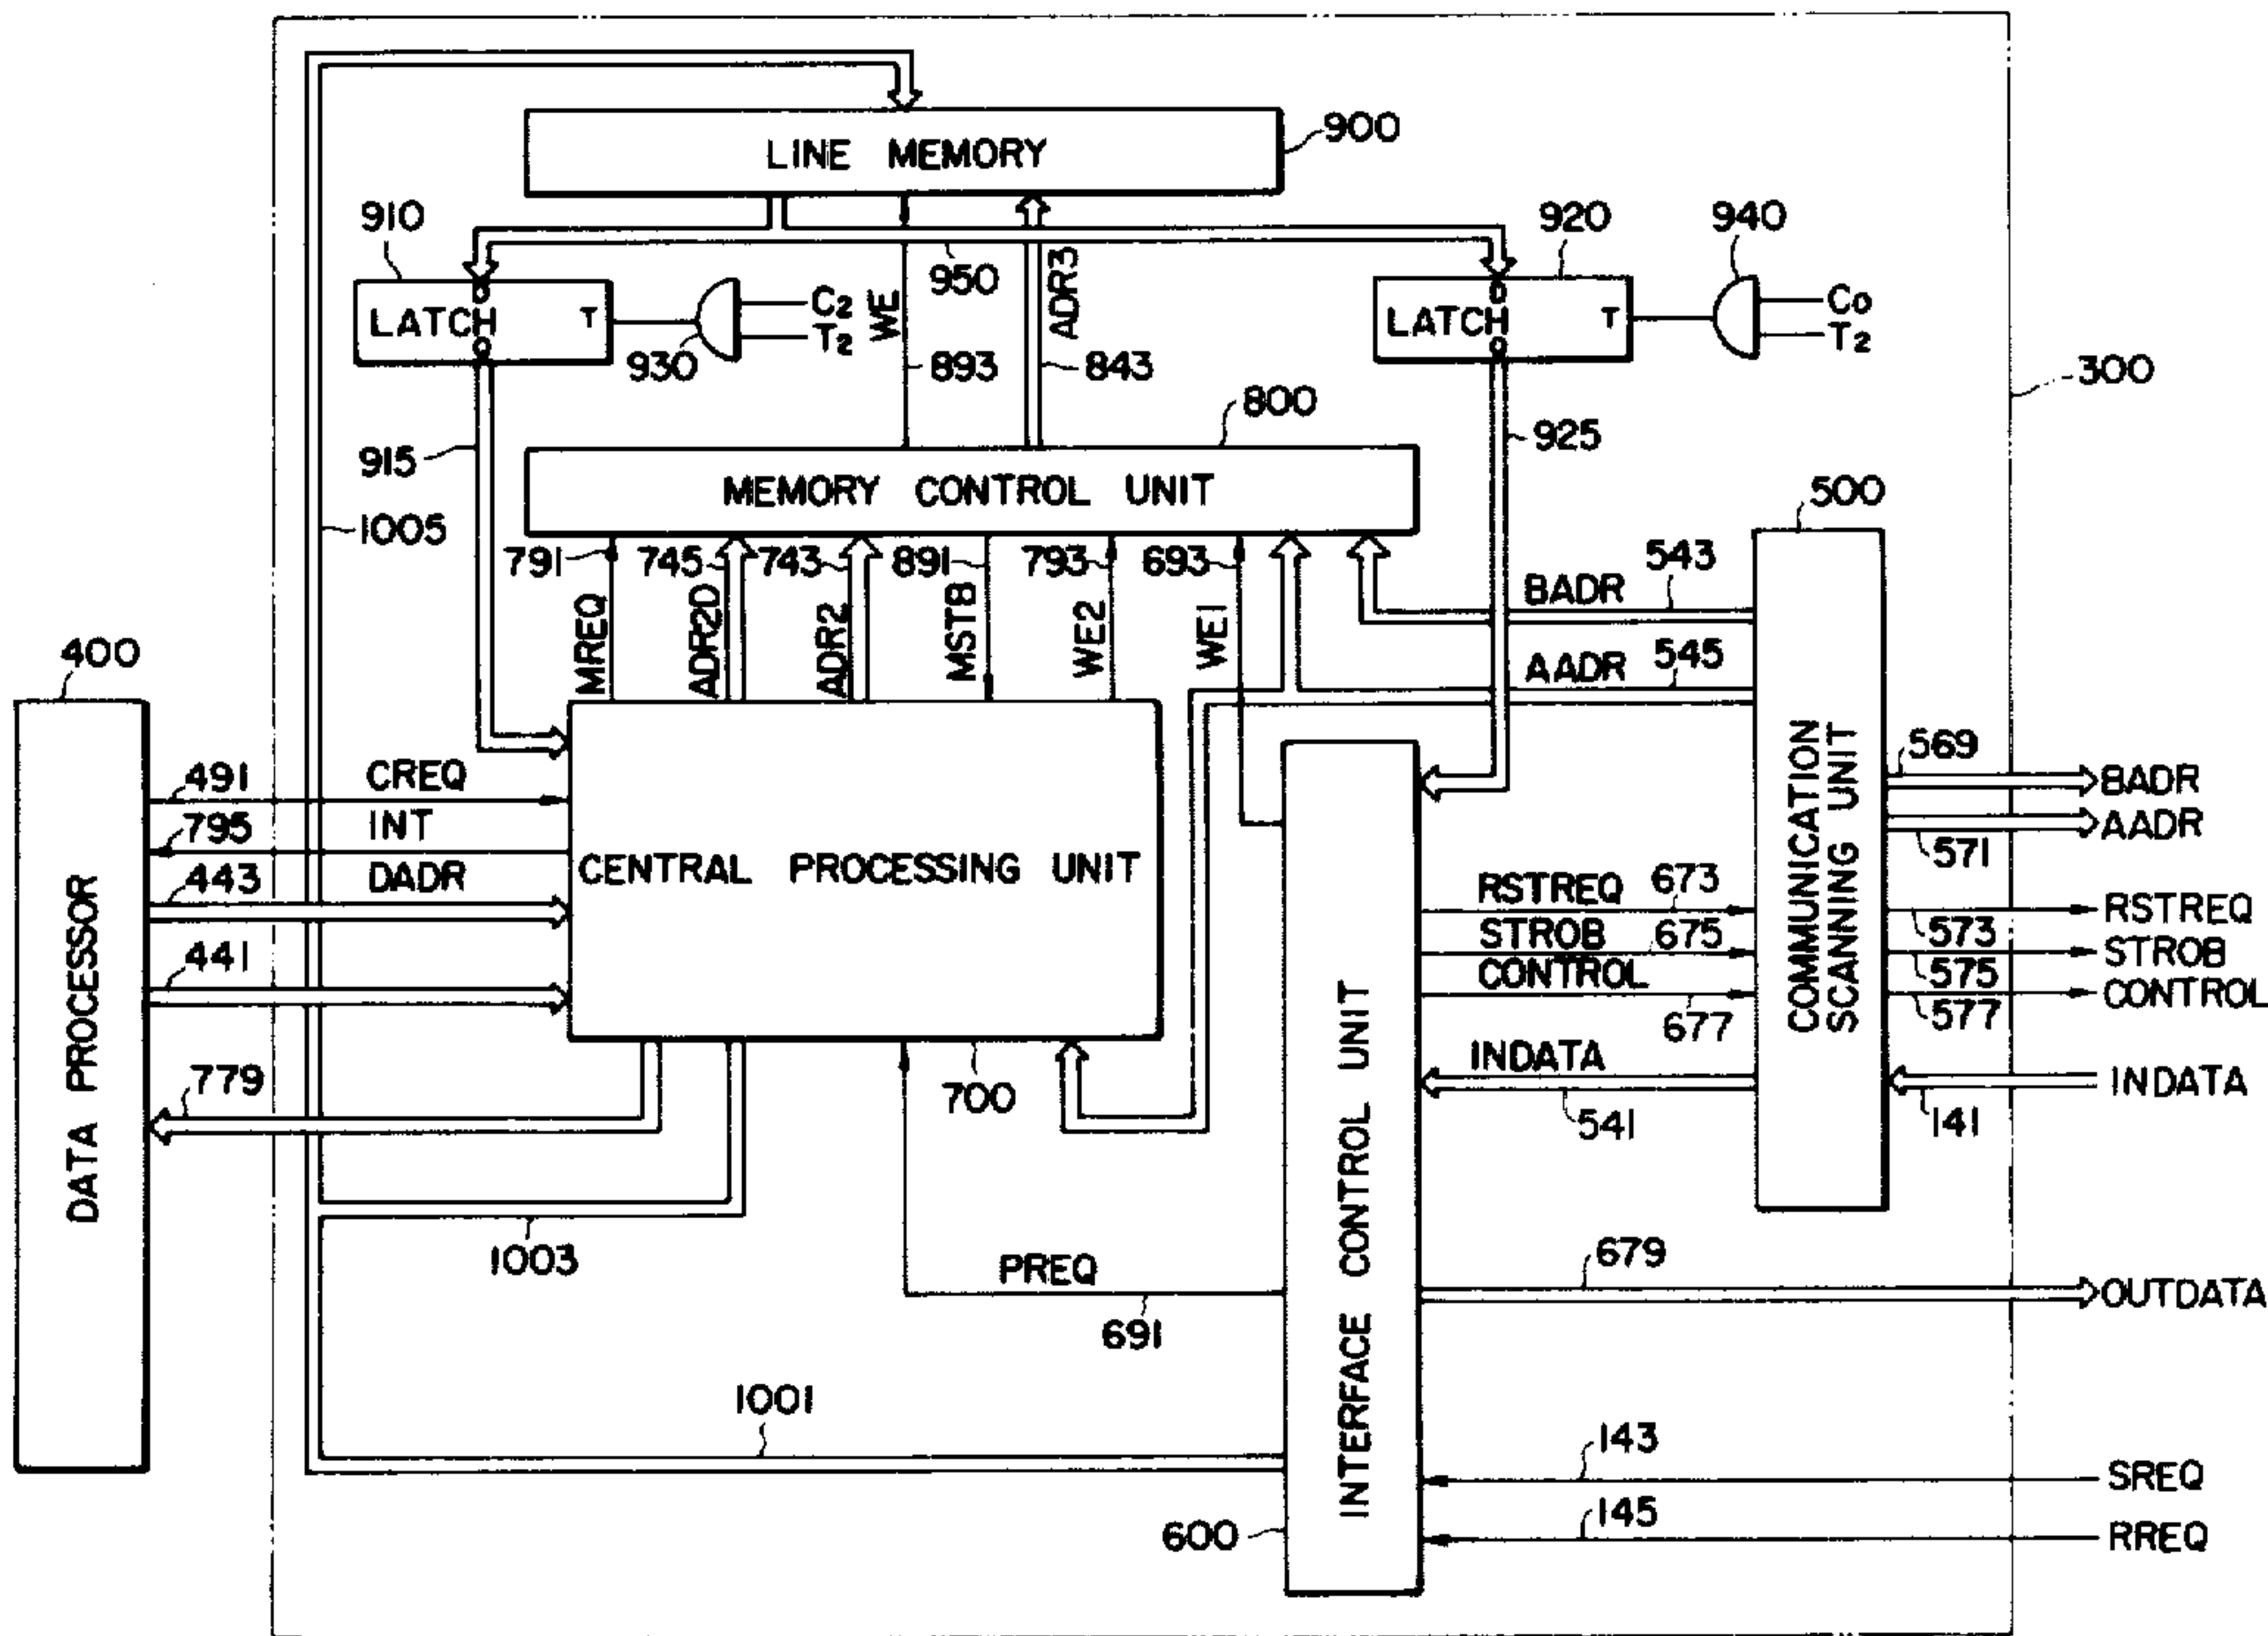 LINE MEMORY
900
910
LATCH
T
930
C2
T2
WE
893
950
ADR3
843
920
LATCH
T
940
C0
T2
300
915
925
800
MEMORY CONTROL UNIT
1005
500
791
MREQ
745
ADR2D
743
ADR2
891
MSTB
793
WE2
693
WE1
BADR
543
AADR
545
400
DATA PROCESSOR
491
CREQ
795
INT
443
DADR
441
779
CENTRAL PROCESSING UNIT
700
COMMUNICATION
SCANNING UNIT
569
BADR
AADR
571
RSTREQ
673
STROB
675
CONTROL
677
RSTREQ
573
STROB
575
CONTROL
577
INDATA
541
INDATA
141
1003
PREQ
691
INTERFACE CONTROL UNIT
679
OUTDATA
1001
143
SREQ
600
145
RREQ